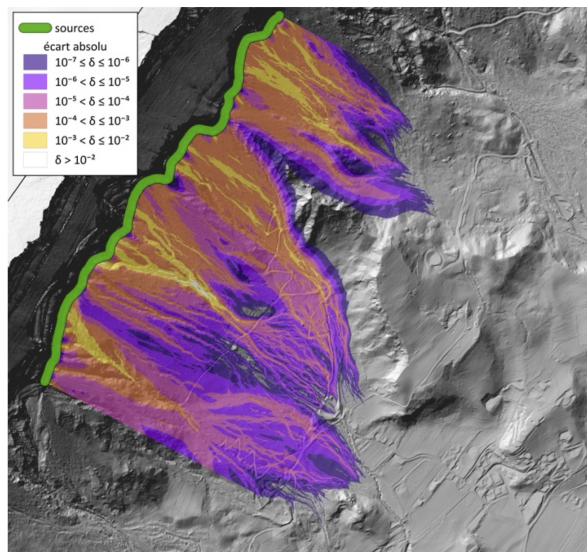 sources
écart absolu
10⁻⁷ ≤ δ ≤ 10⁻⁶
10⁻⁶ < δ ≤ 10⁻⁵
10⁻⁵ < δ ≤ 10⁻⁴
10⁻⁴ < δ ≤ 10⁻³
10⁻³ < δ ≤ 10⁻²
δ > 10⁻²